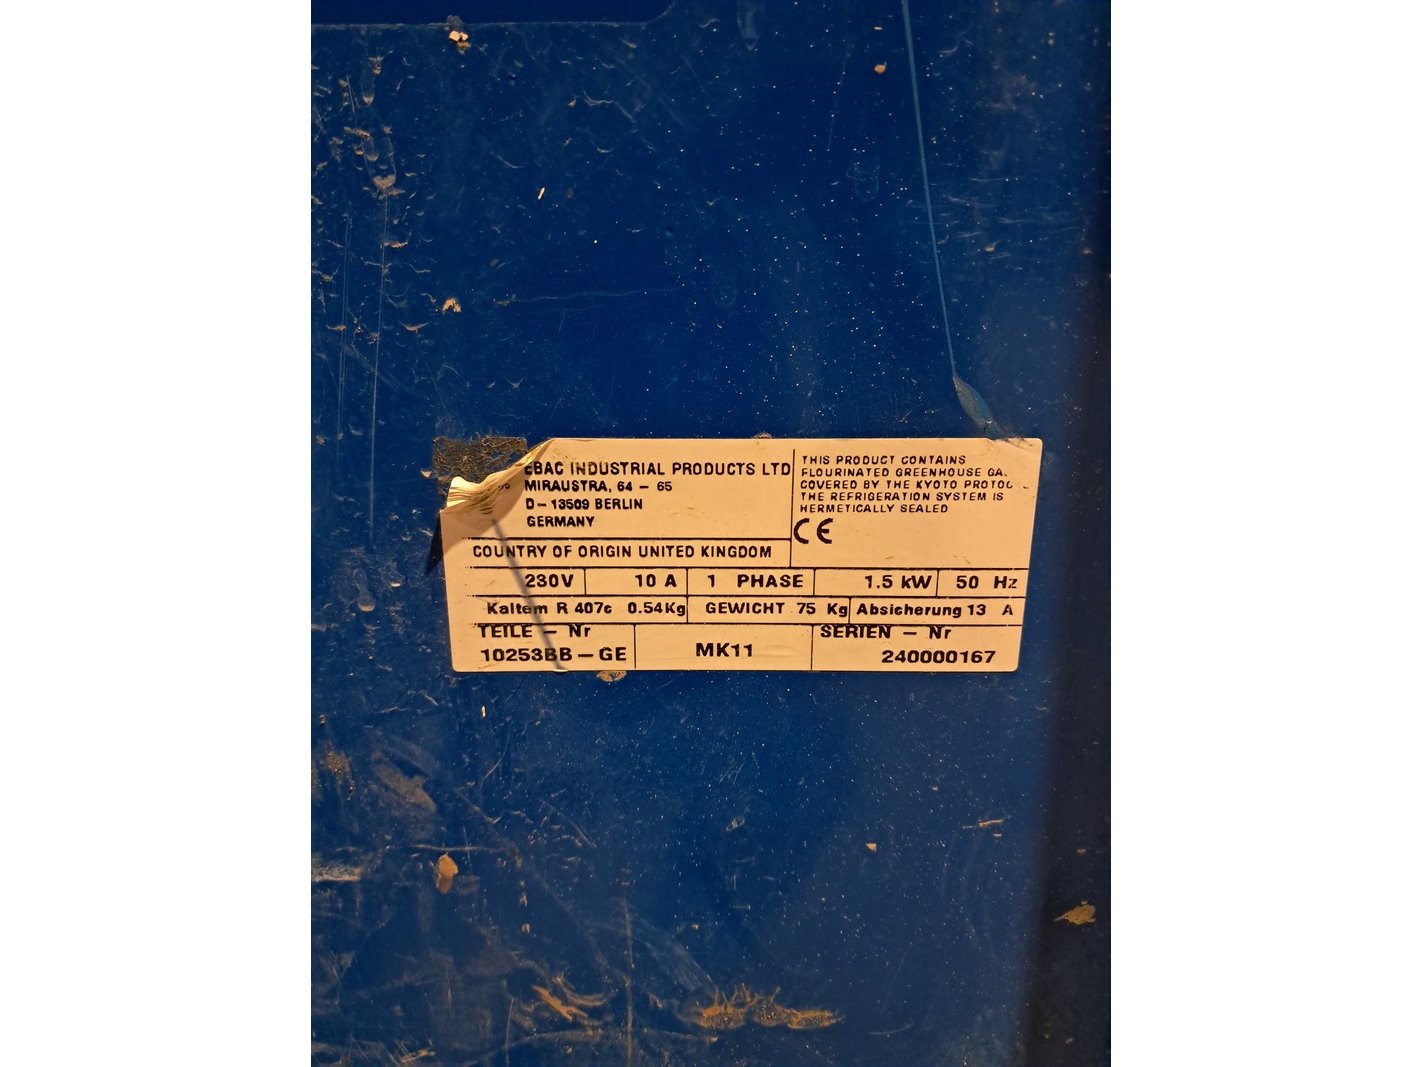 EBAC INDUSTRIAL PRODUCTS LTD
MIRAUSTRA, 64 – 65
D – 13509 BERLIN
GERMANY
THIS PRODUCT CONTAINS
FLOURINATED GREENHOUSE
COVERED BY THE KYOTO
THE REFRIGERATION SYSTEM IS
HERMETICALLY SEALED
CE
COUNTRY OF ORIGIN UNITED KINGDOM
230V 10 A 1 PHASE 1.5 kW 50 Hz
Kaltem R 407c 0.54Kg GEWICHT 75 Kg Absicherung 13 A
TEILE – Nr SERIEN – Nr
10253BB – GE MK11 240000167